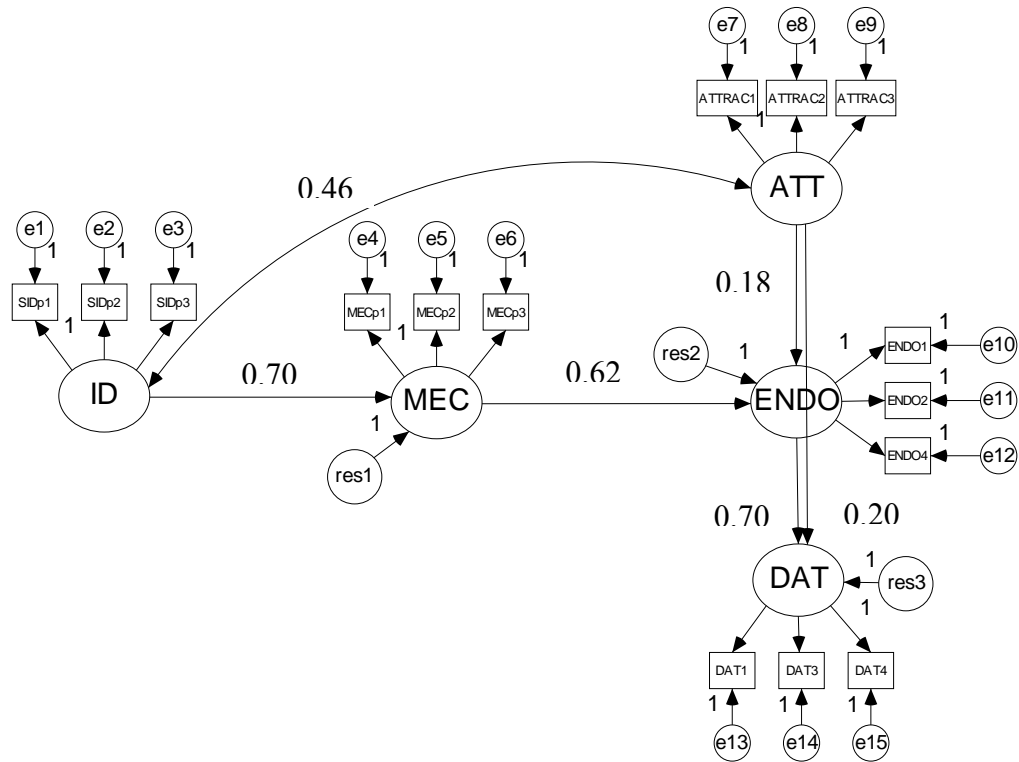 e7 e8 e9
1 1 1
ATTRAC1 ATTRAC2 ATTRAC3
1
ATT
0.46
e1 e2 e3
1 1 1
SIDp1 SIDp2 SIDp3
1
ID
e4 e5 e6
1 1 1
MECp1 MECp2 MECp3
1
MEC
0.70
1
res1
0.62
0.18
res2
1
ENDO
1
ENDO1
1
e10
ENDO2
1
e11
ENDO4
1
e12
0.70
0.20
DAT
1
res3
1
DAT1 DAT3 DAT4
1 1 1
e13 e14 e15